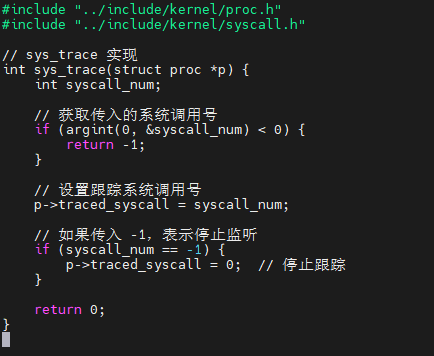 #include "../include/kernel/proc.h"
#include "../include/kernel/syscall.h"

// sys_trace 实现
int sys_trace(struct proc *p) {
    int syscall_num;

    // 获取传入的系统调用号
    if (argint(0, &syscall_num) < 0) {
        return -1;
    }

    // 设置跟踪系统调用号
    p->traced_syscall = syscall_num;

    // 如果传入 -1，表示停止监听
    if (syscall_num == -1) {
        p->traced_syscall = 0;  // 停止跟踪
    }

    return 0;
}